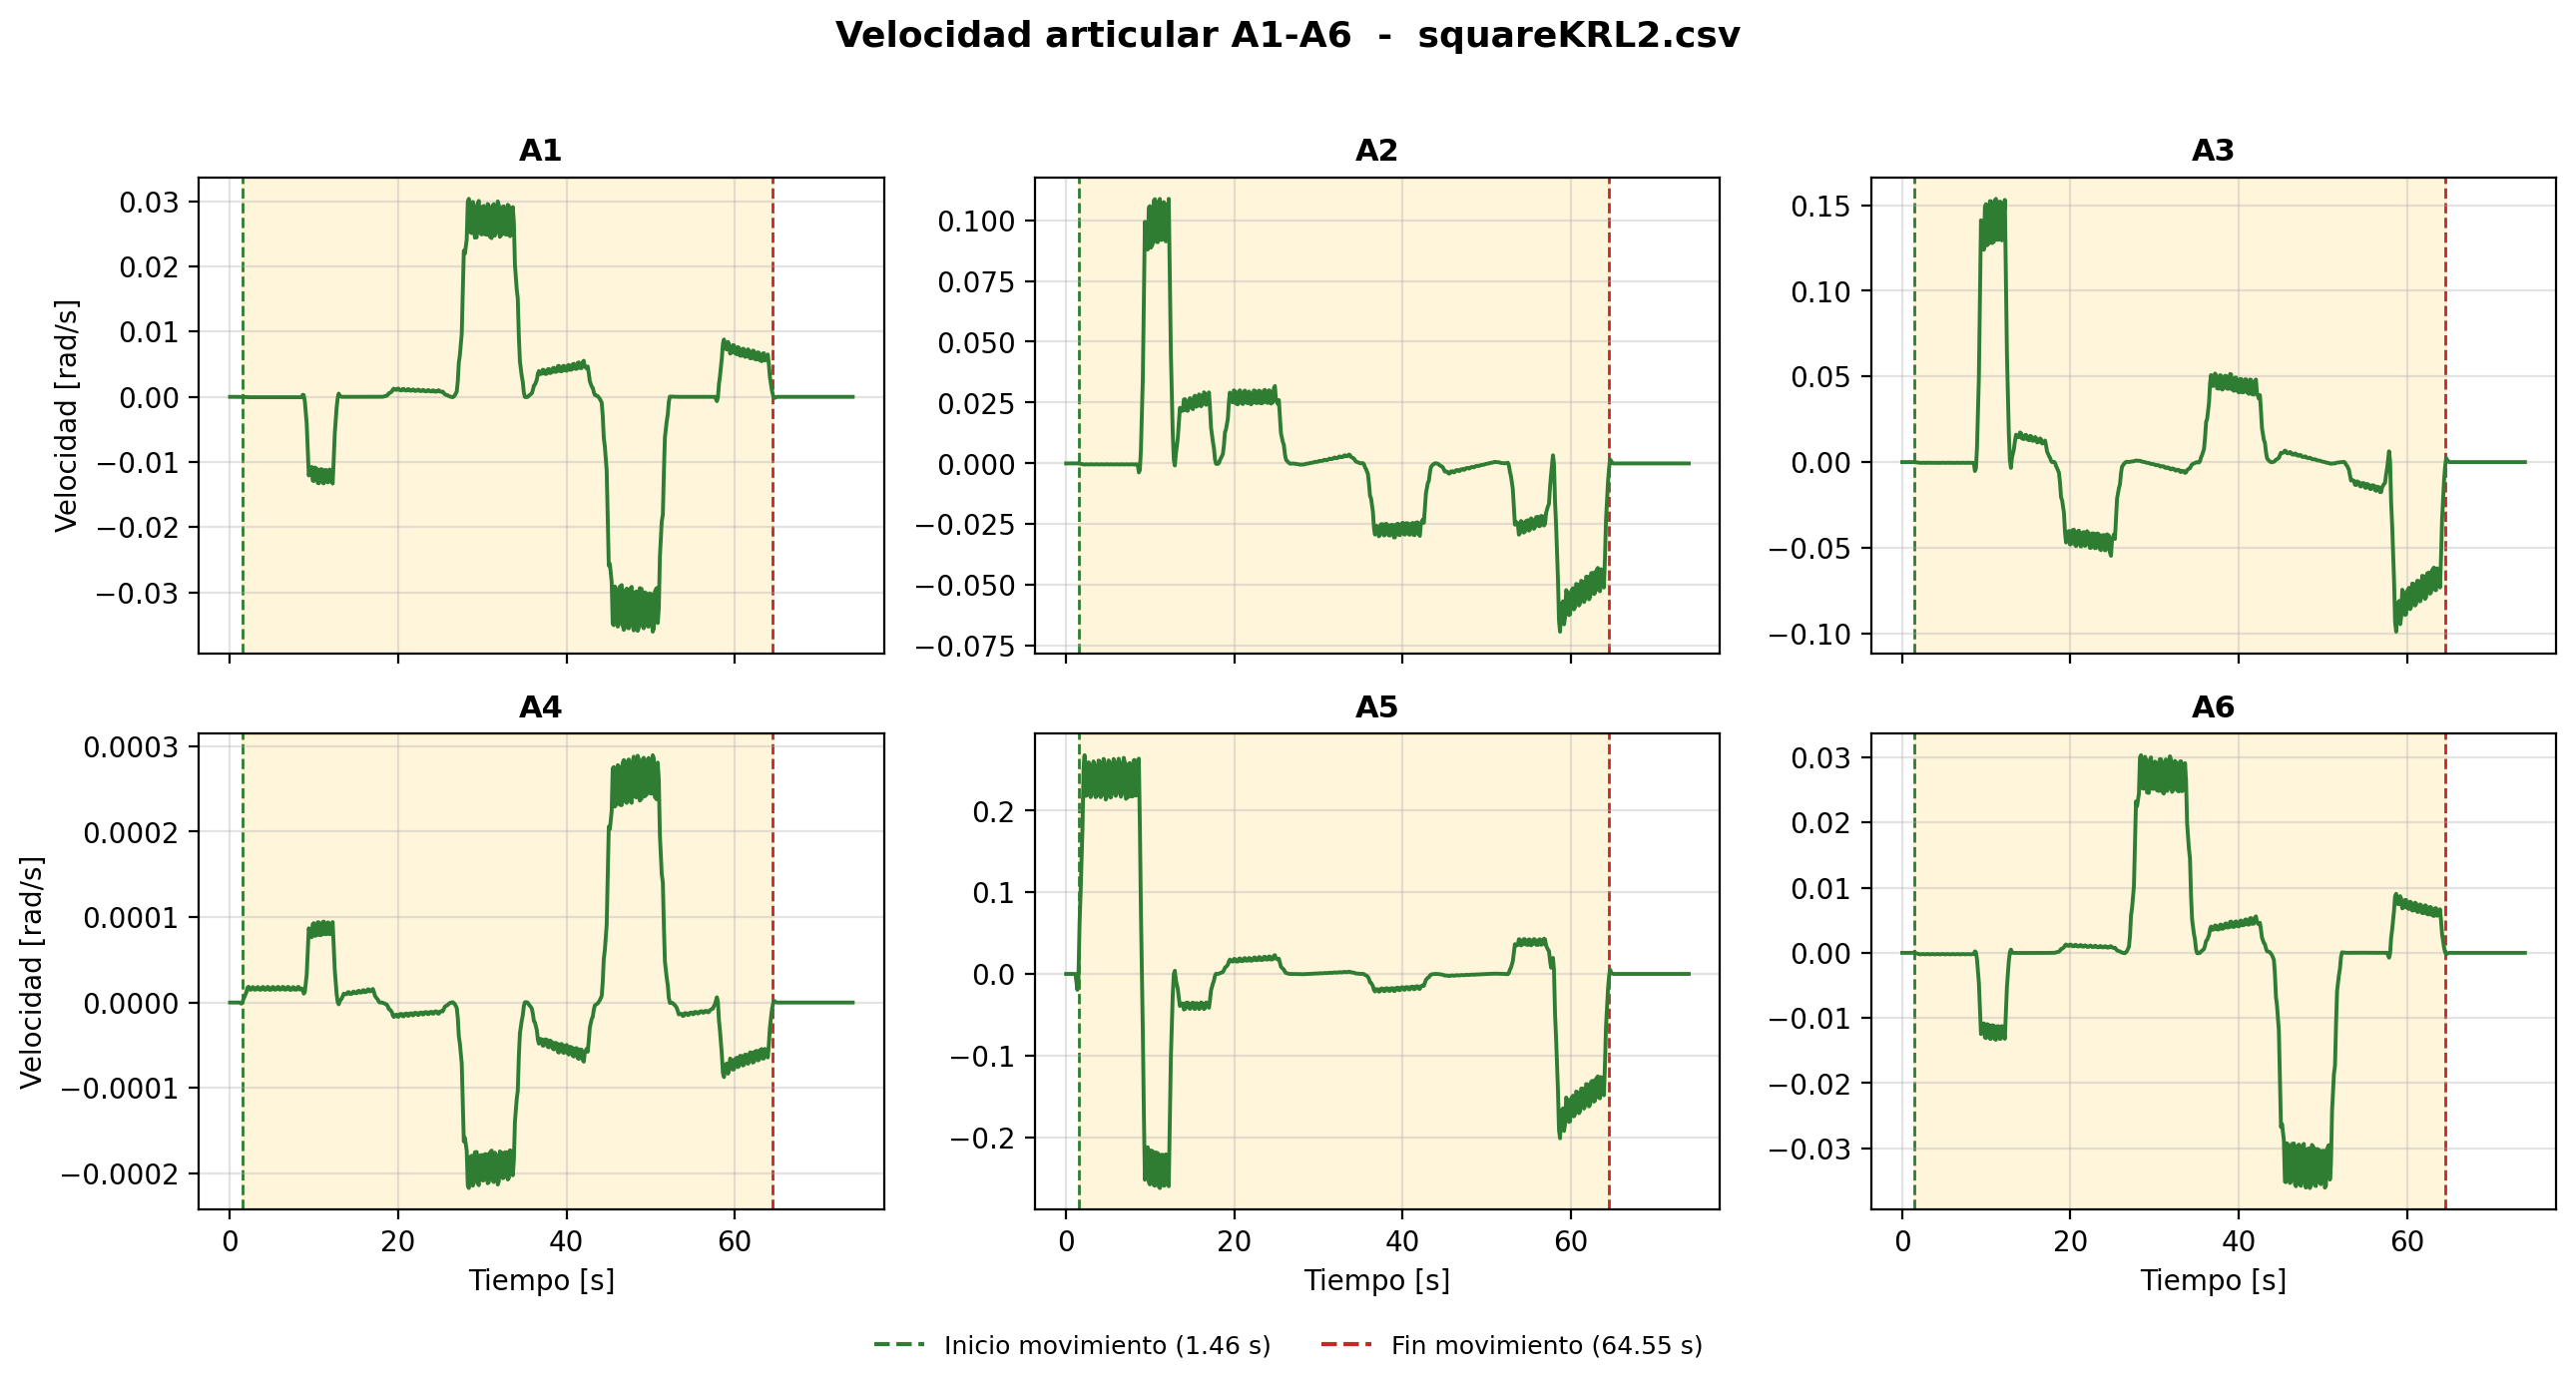 Velocidad articular A1-A6  -  squareKRL2.csv
A1
A2
A3
Velocidad [rad/s]
0.03
0.02
0.01
0.00
−0.01
−0.02
−0.03
0.100
0.075
0.050
0.025
0.000
−0.025
−0.050
−0.075
0.15
0.10
0.05
0.00
−0.05
−0.10
A4
A5
A6
Velocidad [rad/s]
0.0003
0.0002
0.0001
0.0000
−0.0001
−0.0002
0.2
0.1
0.0
−0.1
−0.2
0.03
0.02
0.01
0.00
−0.01
−0.02
−0.03
0 20 40 60
0 20 40 60
0 20 40 60
Tiempo [s]
Tiempo [s]
Tiempo [s]
Inicio movimiento (1.46 s)
Fin movimiento (64.55 s)